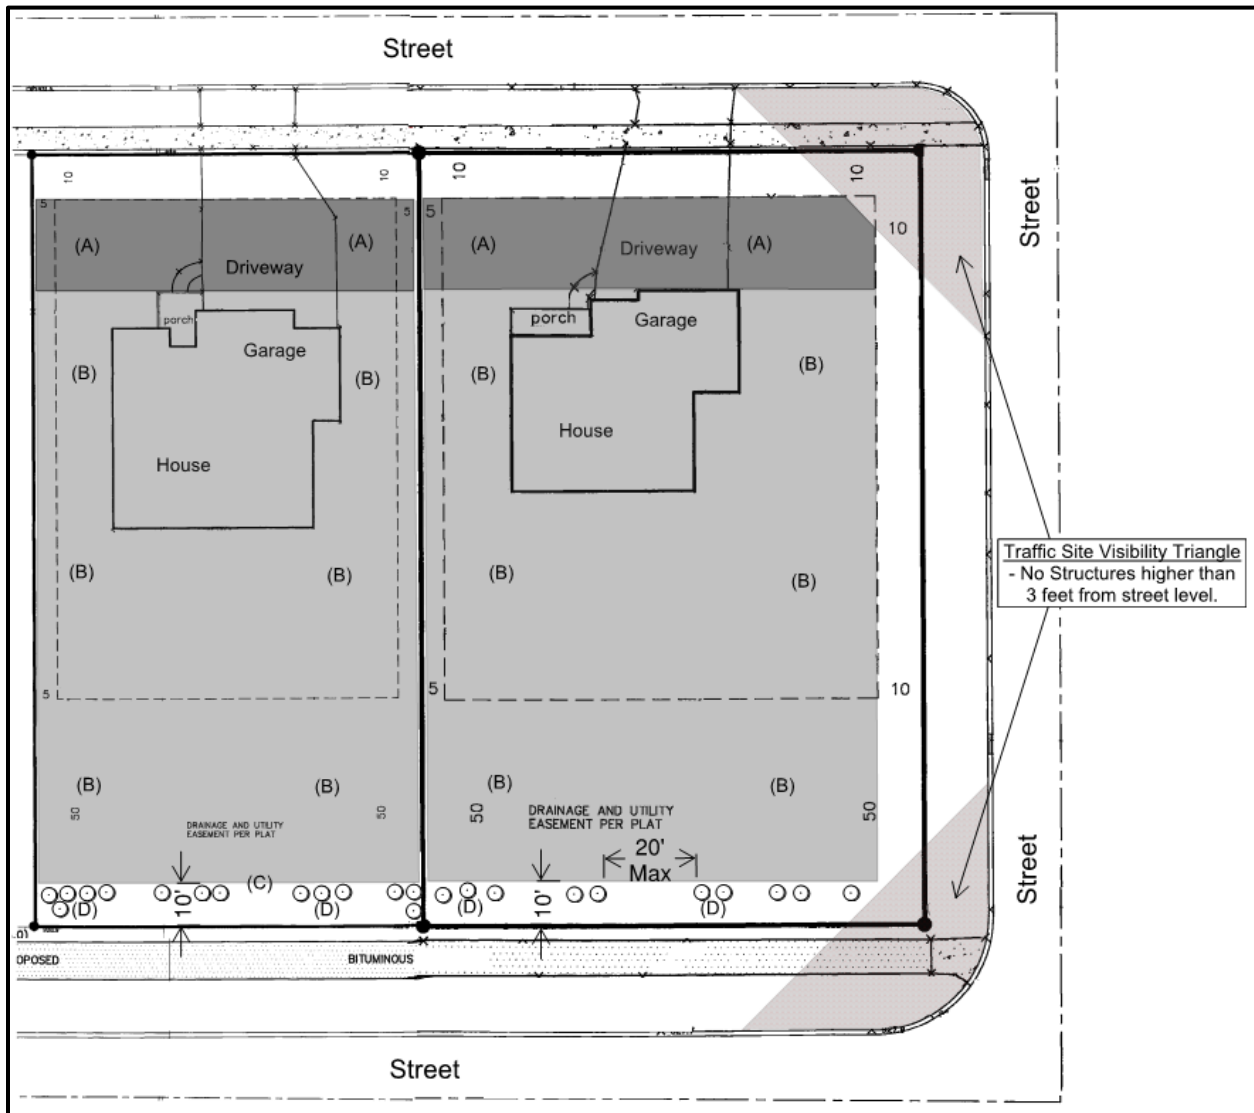 Street
10
10
10
10
Street
5
5
5
(A)
(A)
(A)
(A)
10
Driveway
Driveway
porch
porch
Garage
Garage
(B)
(B)
(B)
(B)
House
House
Traffic Site Visibility Triangle
- No Structures higher than
3 feet from street level.
(B)
(B)
(B)
(B)
5
5
10
(B)
(B)
(B)
(B)
50
50
50
50
DRAINAGE AND UTILITY
EASEMENT PER PLAT
DRAINAGE AND UTILITY
EASEMENT PER PLAT
20'
Max
Street
(C)
10'
10'
(D)
(D)
(D)
(D)
OPOSED
BITUMINOUS
Street